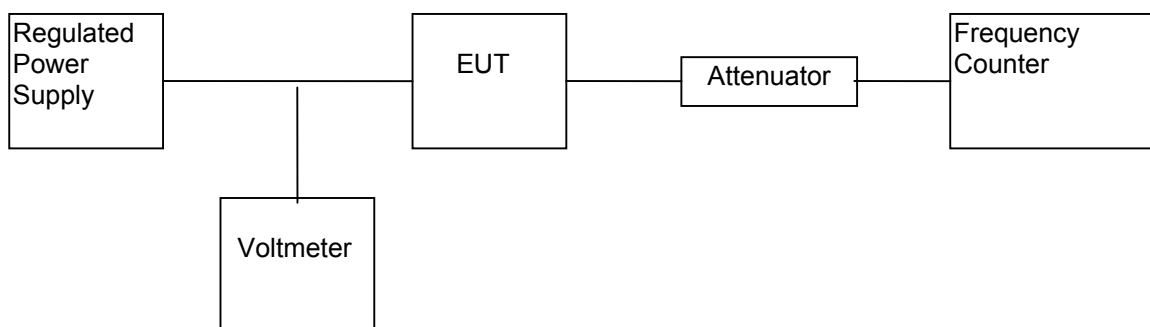 Regulated
Power
Supply
EUT
Attenuator
Frequency
Counter
Voltmeter